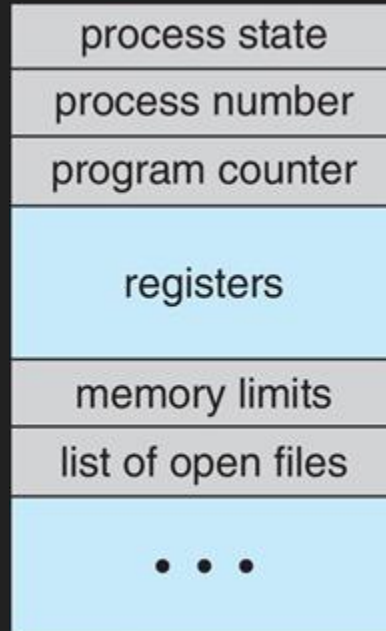 process state
process number
program counter
registers
memory limits
list of open files
• • •